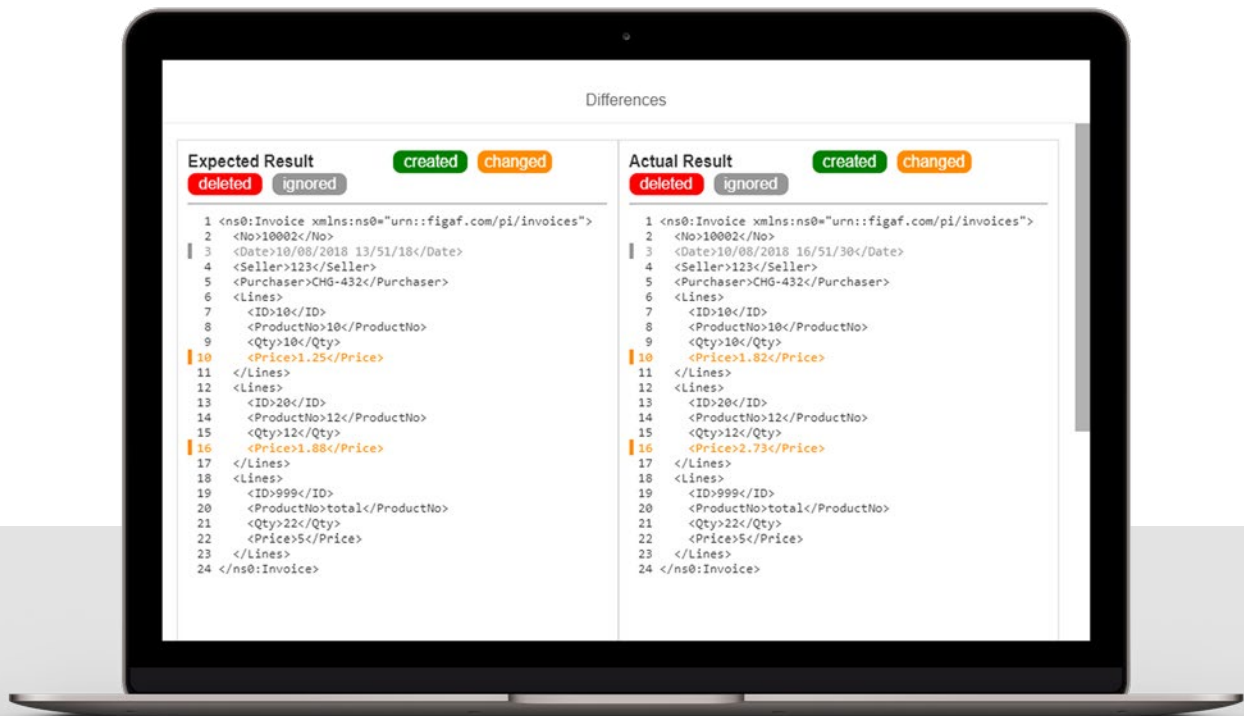 Differences
Expected Result created changed
deleted ignored
1 <ns0:Invoice xmlns:ns0="urn::figaf.com/pi/invoices">
2 <No>10002</No>
3 <Date>10/08/2018 13/51/18</Date>
4 <Seller>123</Seller>
5 <Purchaser>CHG-432</Purchaser>
6 <Lines>
7 <ID>10</ID>
8 <ProductNo>10</ProductNo>
9 <Qty>10</Qty>
10 <Price>1.25</Price>
11 </Lines>
12 <Lines>
13 <ID>20</ID>
14 <ProductNo>12</ProductNo>
15 <Qty>12</Qty>
16 <Price>1.88</Price>
17 </Lines>
18 <Lines>
19 <ID>999</ID>
20 <ProductNo>total</ProductNo>
21 <Qty>22</Qty>
22 <Price>5</Price>
23 </Lines>
24 </ns0:Invoice>
Actual Result created changed
deleted ignored
1 <ns0:Invoice xmlns:ns0="urn::figaf.com/pi/invoices">
2 <No>10002</No>
3 <Date>10/08/2018 16/51/30</Date>
4 <Seller>123</Seller>
5 <Purchaser>CHG-432</Purchaser>
6 <Lines>
7 <ID>10</ID>
8 <ProductNo>10</ProductNo>
9 <Qty>10</Qty>
10 <Price>1.82</Price>
11 </Lines>
12 <Lines>
13 <ID>20</ID>
14 <ProductNo>12</ProductNo>
15 <Qty>12</Qty>
16 <Price>2.73</Price>
17 </Lines>
18 <Lines>
19 <ID>999</ID>
20 <ProductNo>total</ProductNo>
21 <Qty>22</Qty>
22 <Price>5</Price>
23 </Lines>
24 </ns0:Invoice>